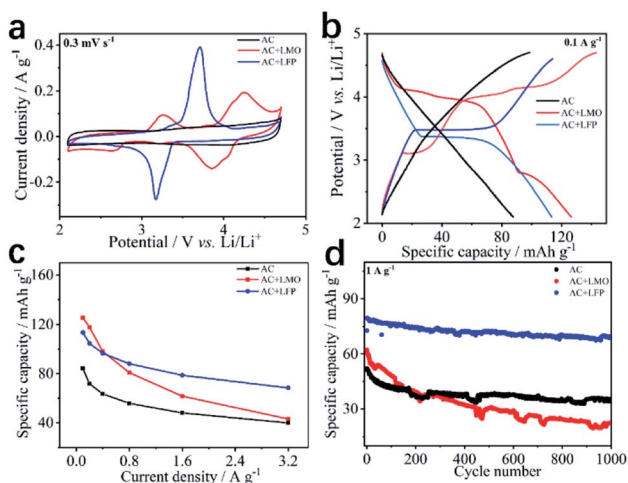 a
0.3 mV s⁻¹
AC
AC+LMO
AC+LFP
0.4
0.2
0.0
-0.2
Current density / A g⁻¹
2 3 4 5
Potential / V vs. Li/Li⁺
b
0.1 A g⁻¹
AC
AC+LMO
AC+LFP
5
4
3
2
Potential / V vs. Li/Li⁺
0 40 80 120
Specific capacity / mAh g⁻¹
c
AC
AC+LMO
AC+LFP
160
120
80
40
Specific capacity / mAh g⁻¹
0.0 0.8 1.6 2.4 3.2
Current density / A g⁻¹
d
1 A g⁻¹
AC
AC+LMO
AC+LFP
90
60
30
Specific capacity / mAh g⁻¹
0 200 400 600 800 1000
Cycle number